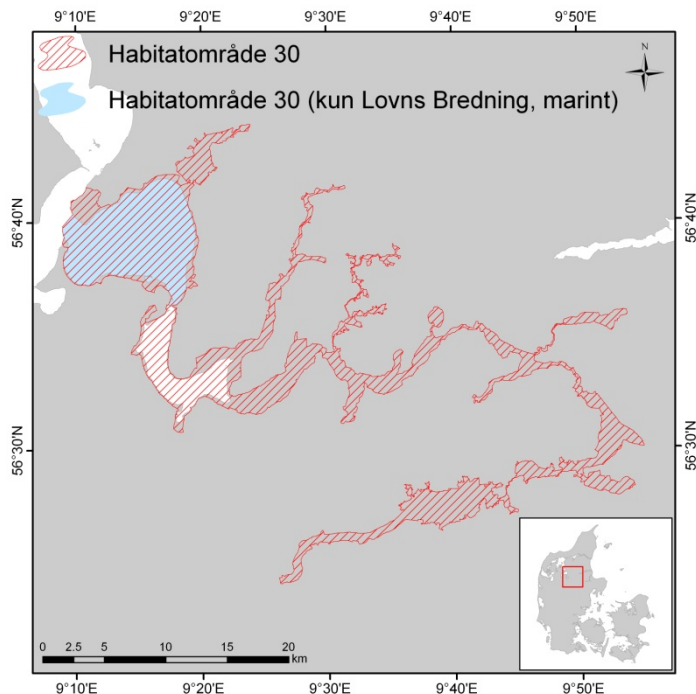 9°10'E 9°20'E 9°30'E 9°40'E 9°50'E
Habitatområde 30
N
Habitatområde 30 (kun Lovns Bredning, marint)
56°40'N 56°40'N
56°30'N 56°30'N
0 2.5 5 10 15 20
km
9°10'E 9°20'E 9°30'E 9°40'E 9°50'E